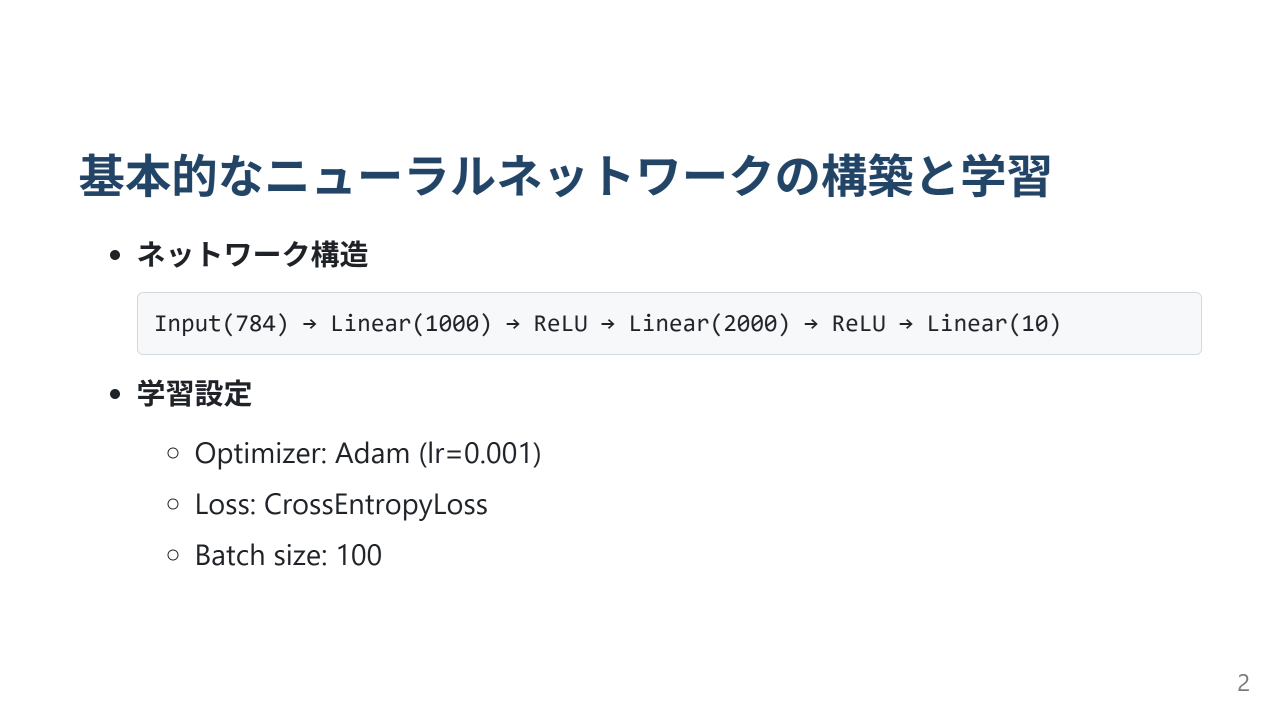 基本的なニューラルネットワークの構築と学習
• ネットワーク構造
Input(784) → Linear(1000) → ReLU → Linear(2000) → ReLU → Linear(10)
• 学習設定
○ Optimizer: Adam (lr=0.001)
○ Loss: CrossEntropyLoss
○ Batch size: 100
2